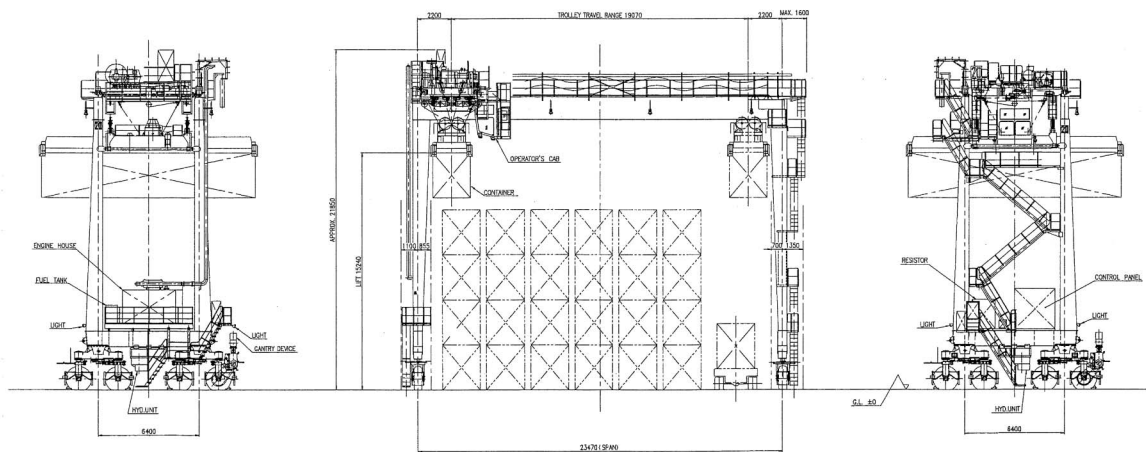 2200
TROLLEY TRAVEL RANGE 19070
2200
MAX. 1600
APPROX. 21850
LIFT 15240
OPERATOR'S CAB
CONTAINER
1100
855
700
1350
ENGINE HOUSE
FUEL TANK
LIGHT
LIGHT
GANTRY DEVICE
HYD.UNIT
6400
23470(SPAN)
G.L. ±0
RESISTOR
CONTROL PANEL
LIGHT
LIGHT
HYD.UNIT
6400